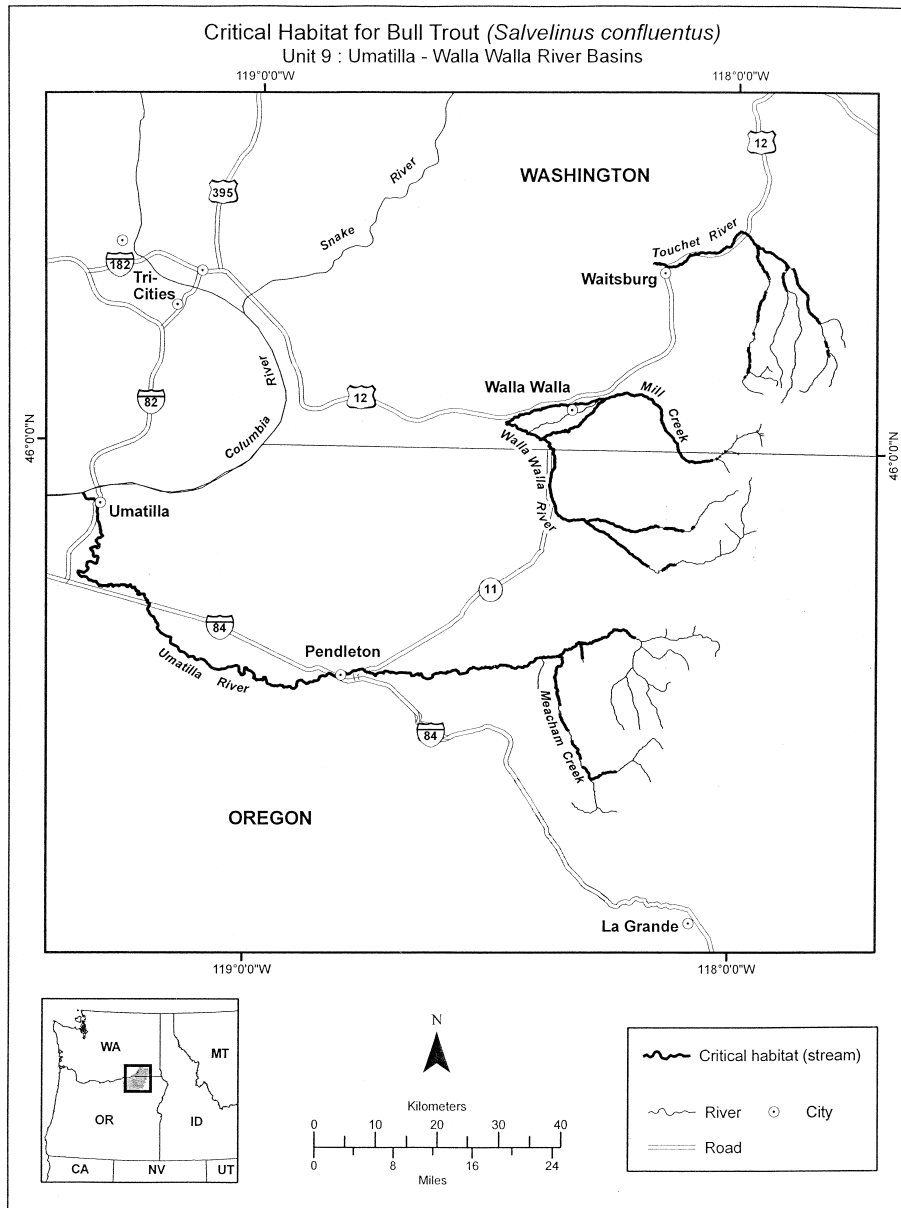 Critical Habitat for Bull Trout (Salvelinus confluentus)
Unit 9 : Umatilla - Walla Walla River Basins
119°0'0"W
118°0'0"W
12
395
Snake River
WASHINGTON
Touchet River
182
Tri-
Cities
Waitsburg
82
Columbia River
12
Walla Walla
Mill Creek
46°0'0"N
46°0'0"N
Walla Walla River
Umatilla
11
84
Pendleton
Umatilla River
Meacham Creek
84
OREGON
La Grande
119°0'0"W
118°0'0"W
WA
MT
OR
ID
CA
NV
UT
N
Kilometers
0 10 20 30 40
0 8 16 24
Miles
Critical habitat (stream)
River
City
Road